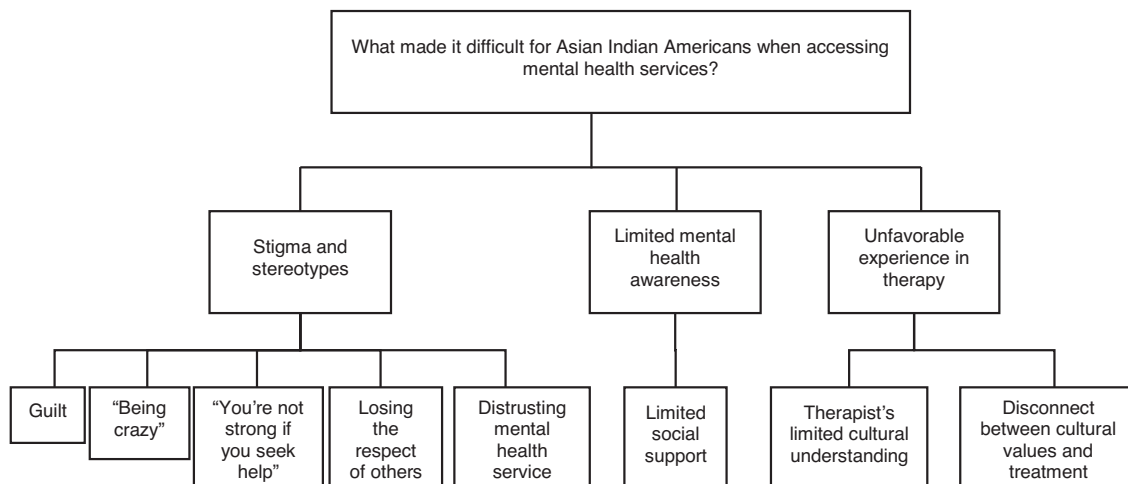 What made it difficult for Asian Indian Americans when accessing
mental health services?
Stigma and
stereotypes
Limited mental
health
awareness
Unfavorable
experience in
therapy
Guilt
“Being
crazy”
“You’re not
strong if
you seek
help”
Losing
the
respect
of others
Distrusting
mental
health
service
Limited
social
support
Therapist’s
limited cultural
understanding
Disconnect
between cultural
values and
treatment